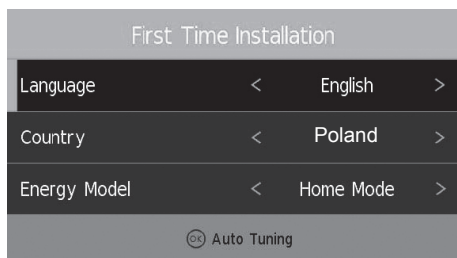 First Time Installation
Language < English >
Country < Poland >
Energy Model < Home Mode >
OK Auto Tuning